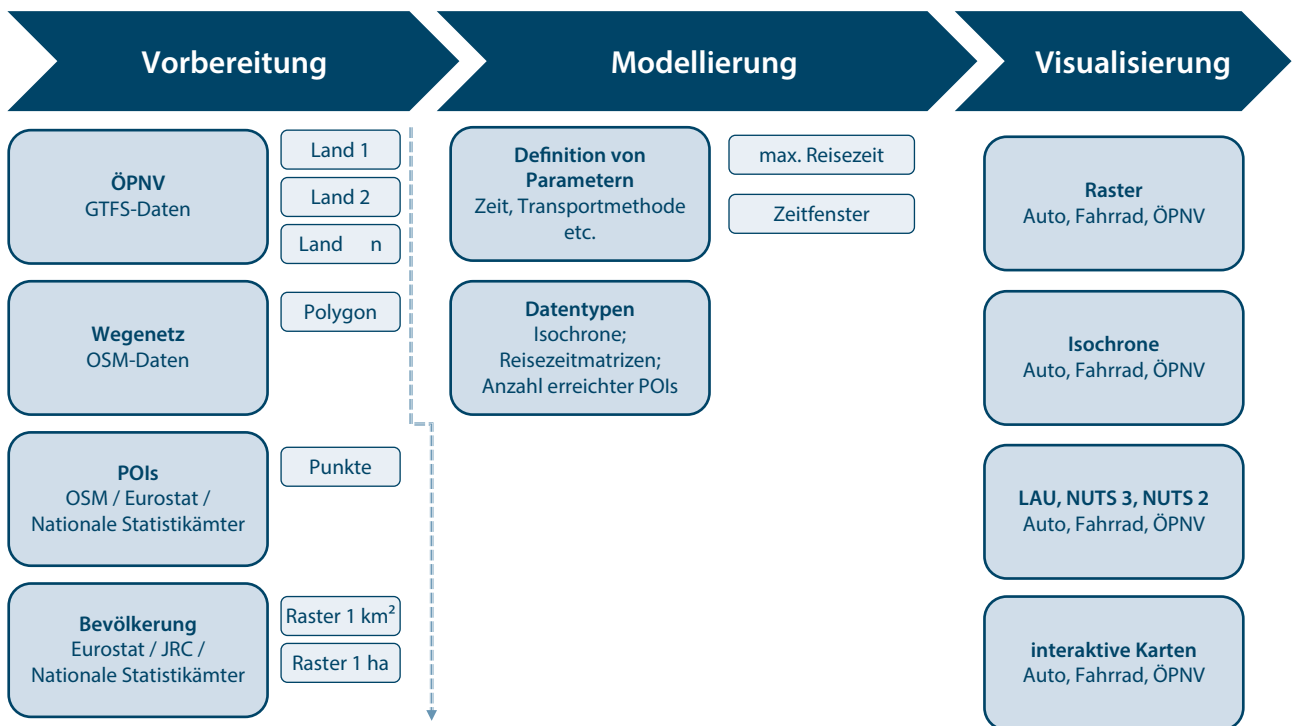 Vorbereitung
Modellierung
Visualisierung
ÖPNV
GTFS-Daten
Land 1
Land 2
Land n
Wegenetz
OSM-Daten
Polygon
POIs
OSM / Eurostat /
Nationale Statistikämter
Punkte
Bevölkerung
Eurostat / JRC /
Nationale Statistikämter
Raster 1 km²
Raster 1 ha
Definition von
Parametern
Zeit, Transportmethode
etc.
max. Reisezeit
Zeitfenster
Datentypen
Isochrone;
Reisezeitmatrizen;
Anzahl erreichter POIs
Raster
Auto, Fahrrad, ÖPNV
Isochrone
Auto, Fahrrad, ÖPNV
LAU, NUTS 3, NUTS 2
Auto, Fahrrad, ÖPNV
interaktive Karten
Auto, Fahrrad, ÖPNV